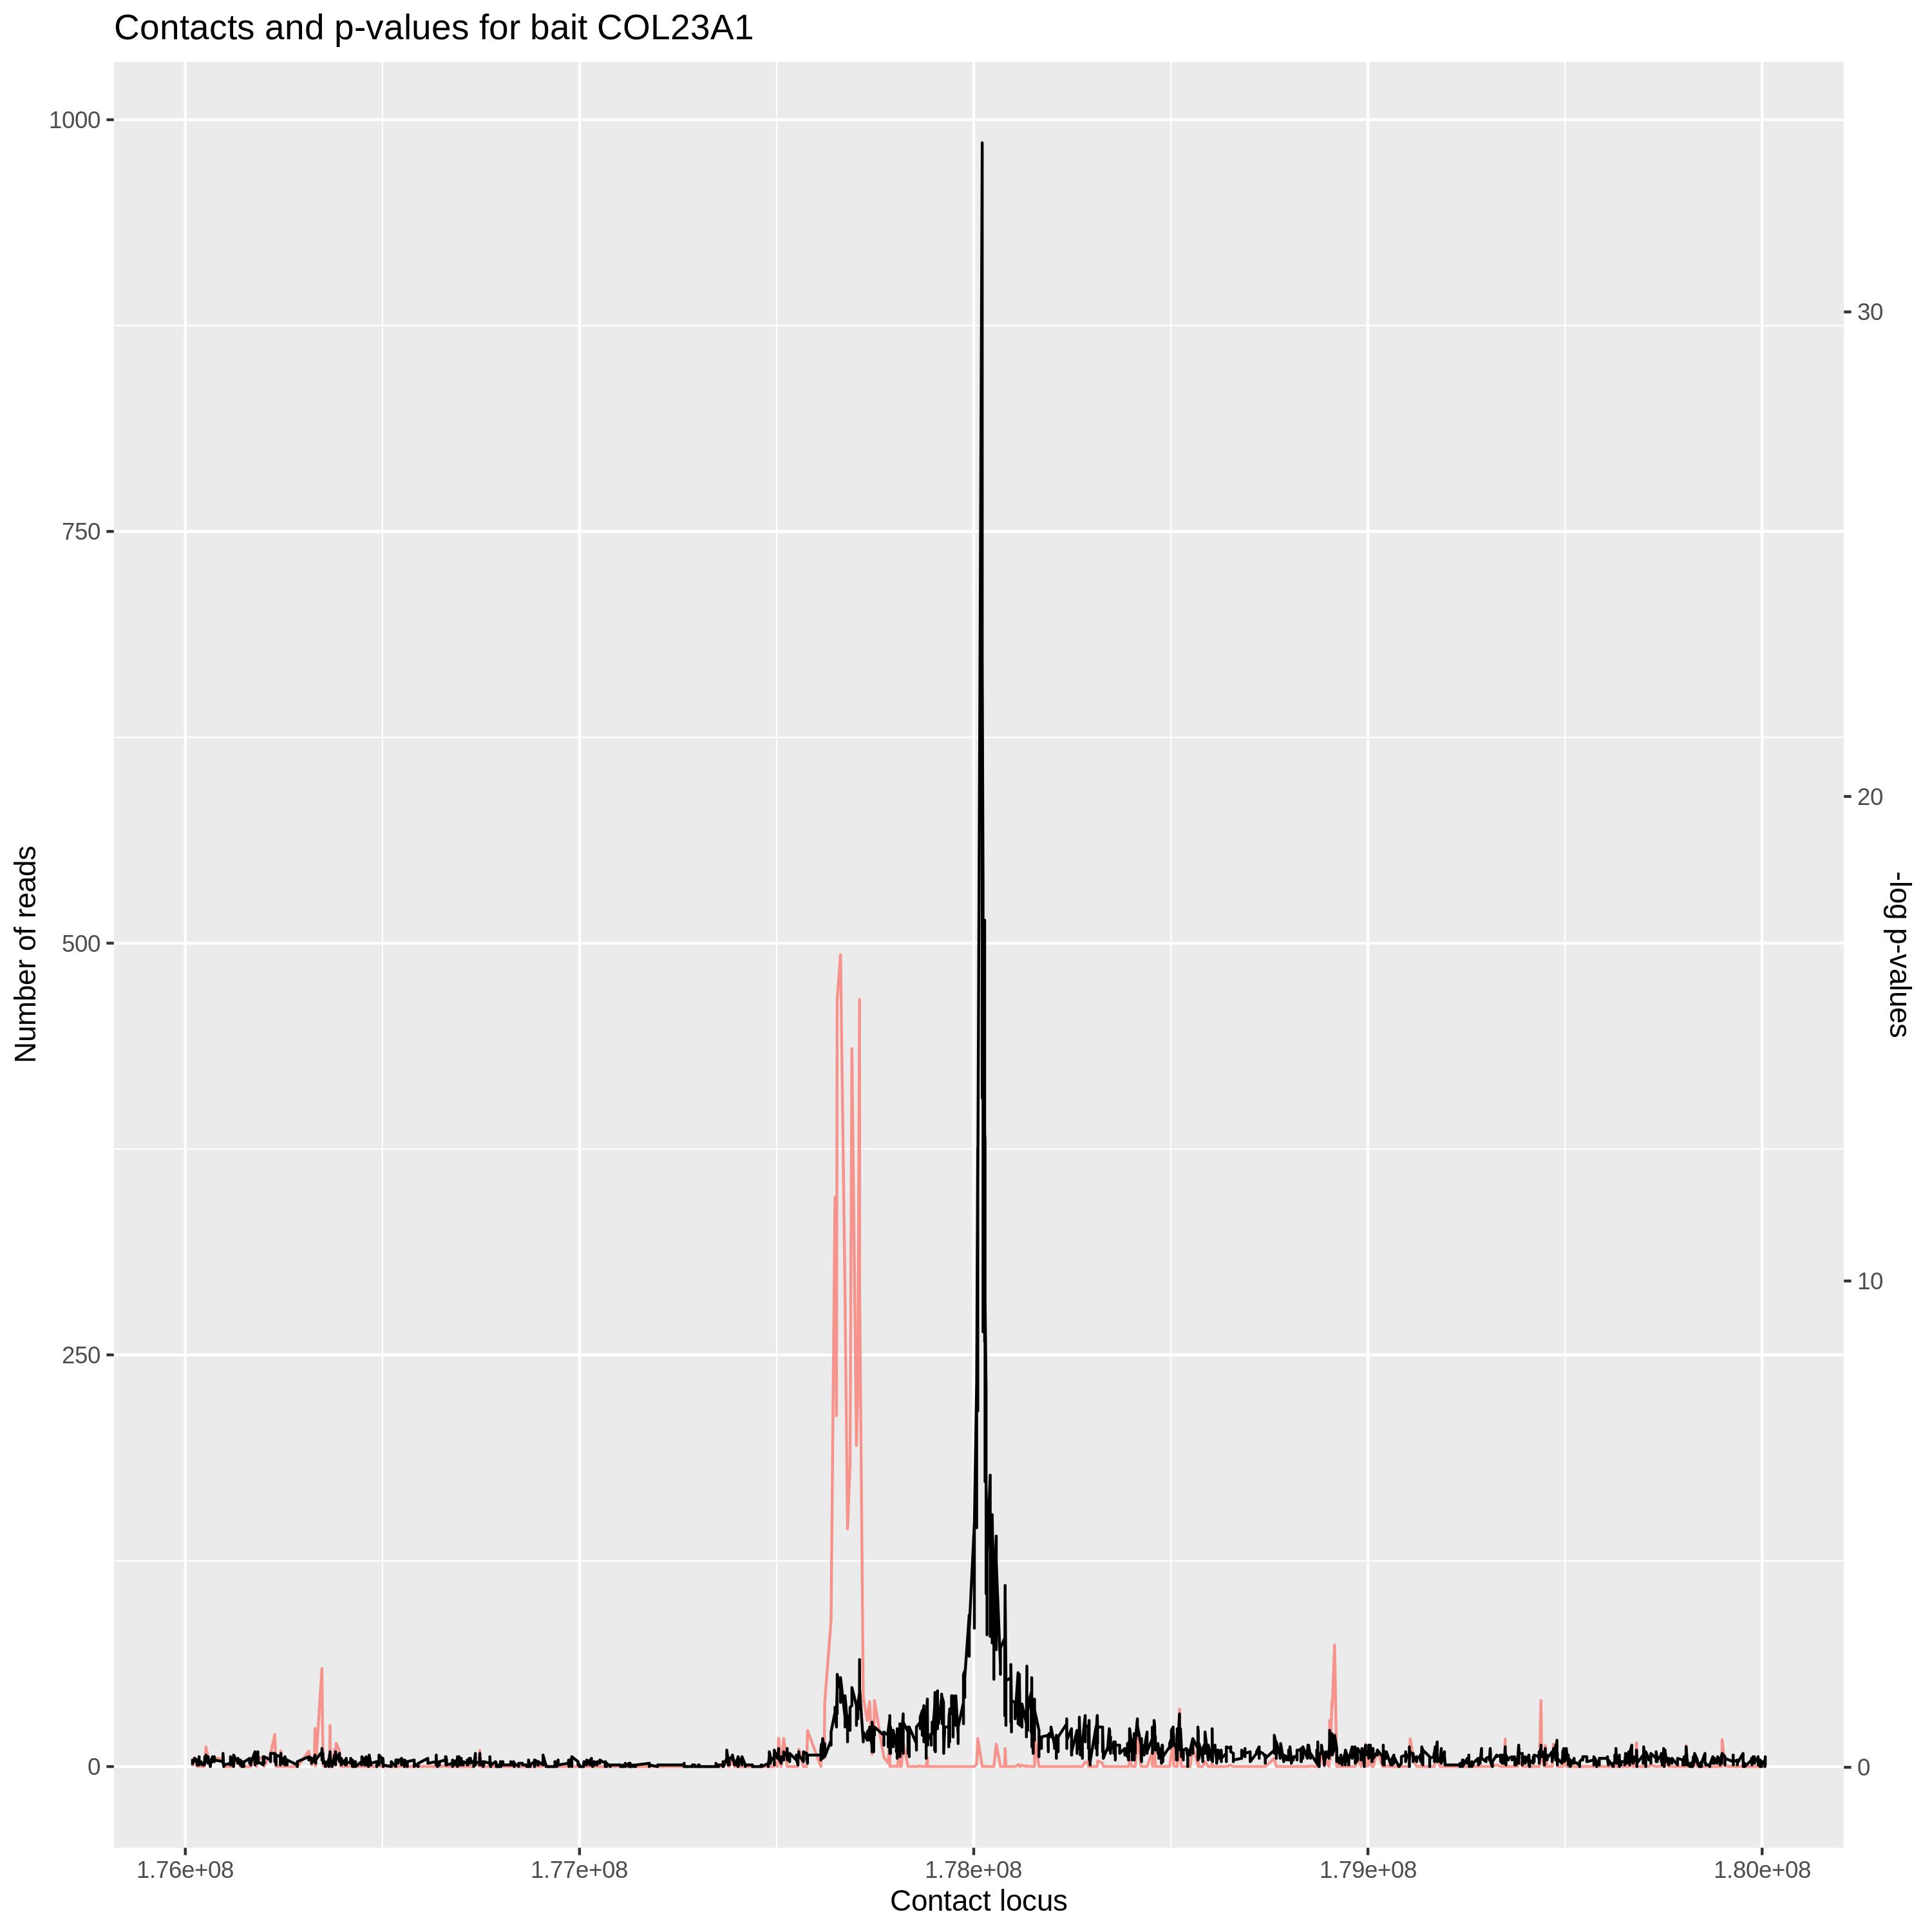 Contacts and p-values for bait COL23A1
1000
750
500
250
0
Number of reads
30
20
10
0
-log p-values
1.76e+08
1.77e+08
1.78e+08
1.79e+08
1.80e+08
Contact locus